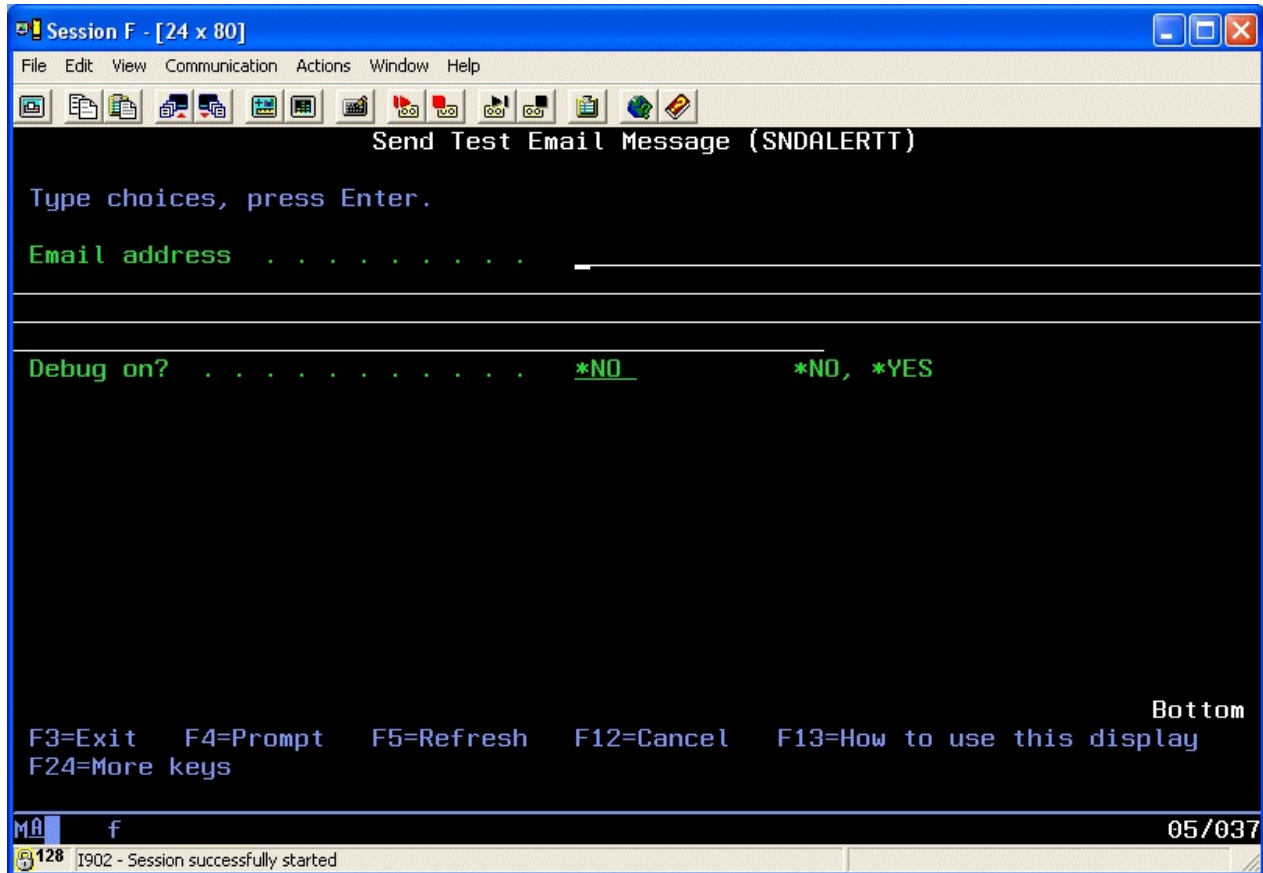 Session F - [24 x 80]
File Edit View Communication Actions Window Help
Send Test Email Message (SNDALERTT)
Type choices, press Enter.
Email address . . . . . . . . .
Debug on? . . . . . . . . . . . *NO *NO, *YES
Bottom
F3=Exit F4=Prompt F5=Refresh F12=Cancel F13=How to use this display
F24=More keys
MA f 05/037
128 I902 - Session successfully started